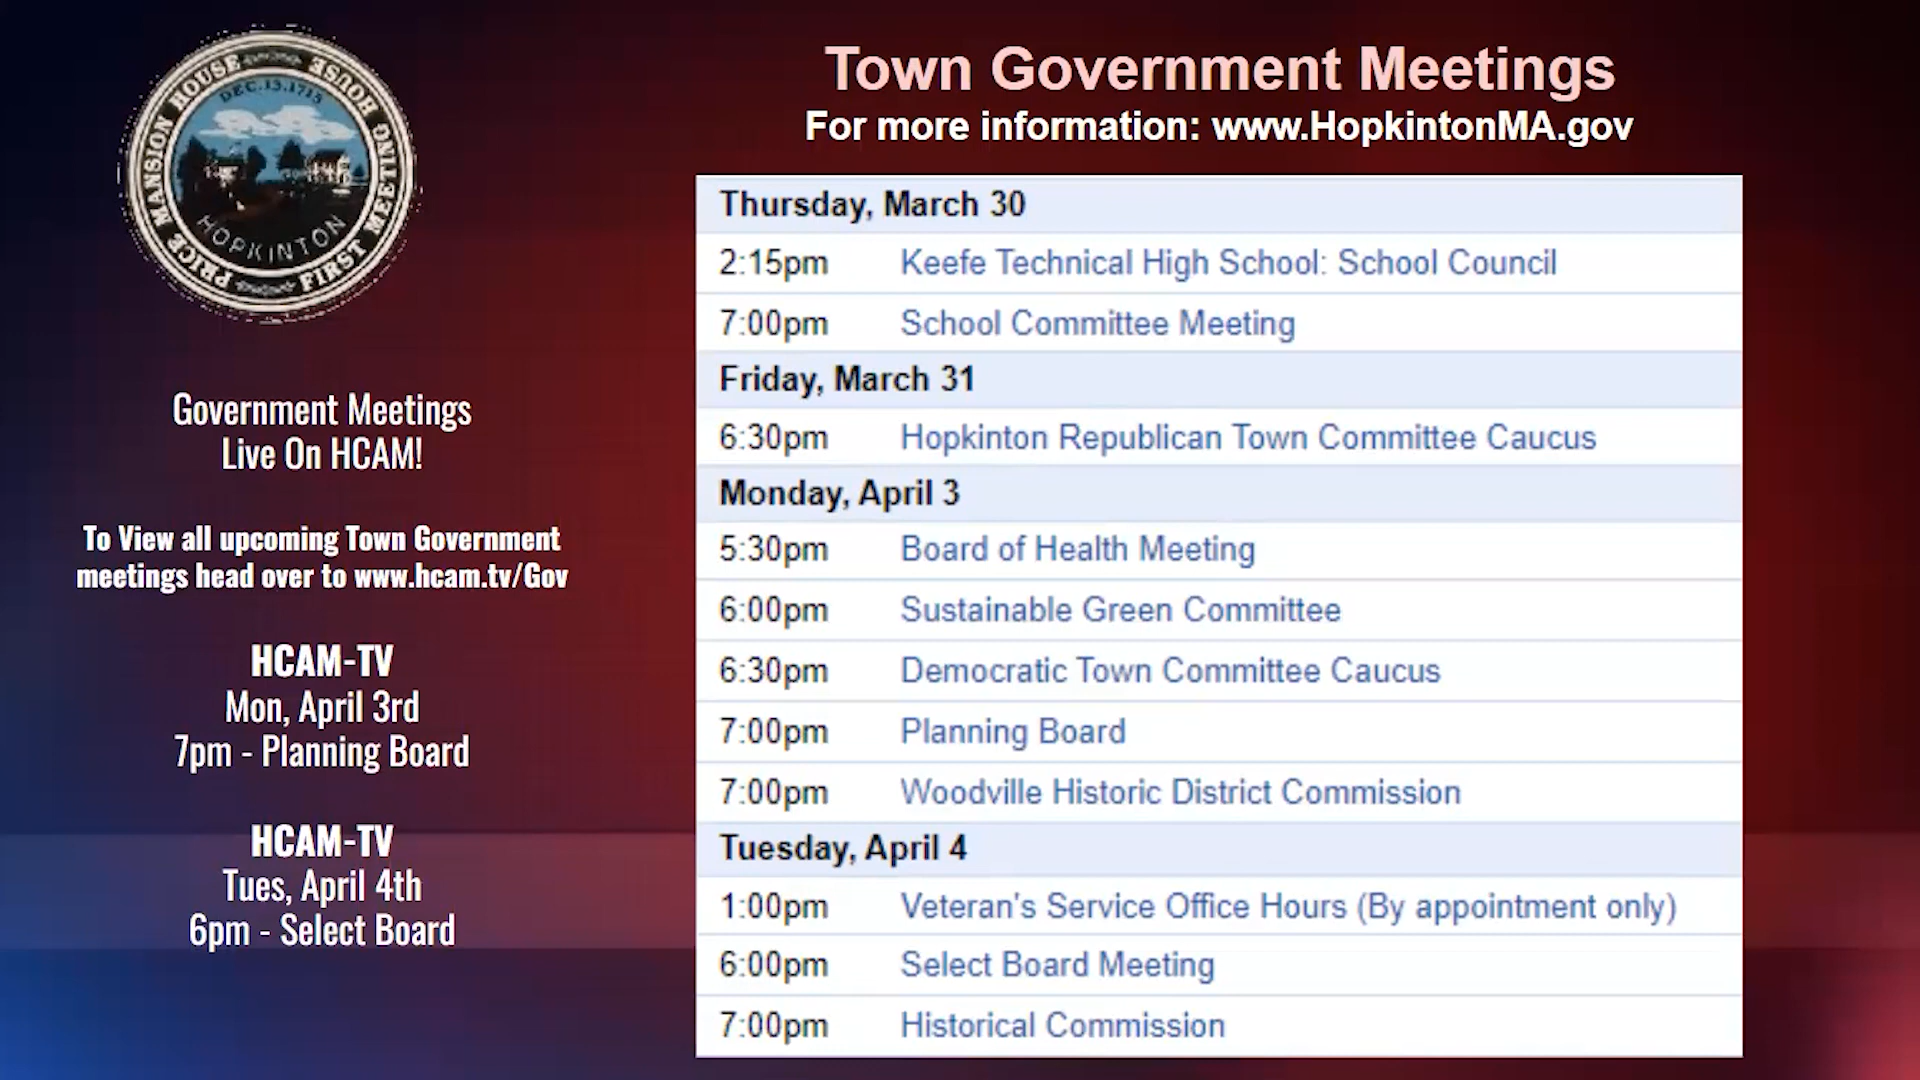 PRICE MANSION HOUSE
FIRST MEETING HOUSE
DEC.13.1715
HOPKINTON
Government Meetings
Live On HCAM!
To View all upcoming Town Government
meetings head over to www.hcam.tv/Gov
HCAM-TV
Mon, April 3rd
7pm - Planning Board
HCAM-TV
Tues, April 4th
6pm - Select Board
Town Government Meetings
For more information: www.HopkintonMA.gov
Thursday, March 30
2:15pm Keefe Technical High School: School Council
7:00pm School Committee Meeting
Friday, March 31
6:30pm Hopkinton Republican Town Committee Caucus
Monday, April 3
5:30pm Board of Health Meeting
6:00pm Sustainable Green Committee
6:30pm Democratic Town Committee Caucus
7:00pm Planning Board
7:00pm Woodville Historic District Commission
Tuesday, April 4
1:00pm Veteran's Service Office Hours (By appointment only)
6:00pm Select Board Meeting
7:00pm Historical Commission